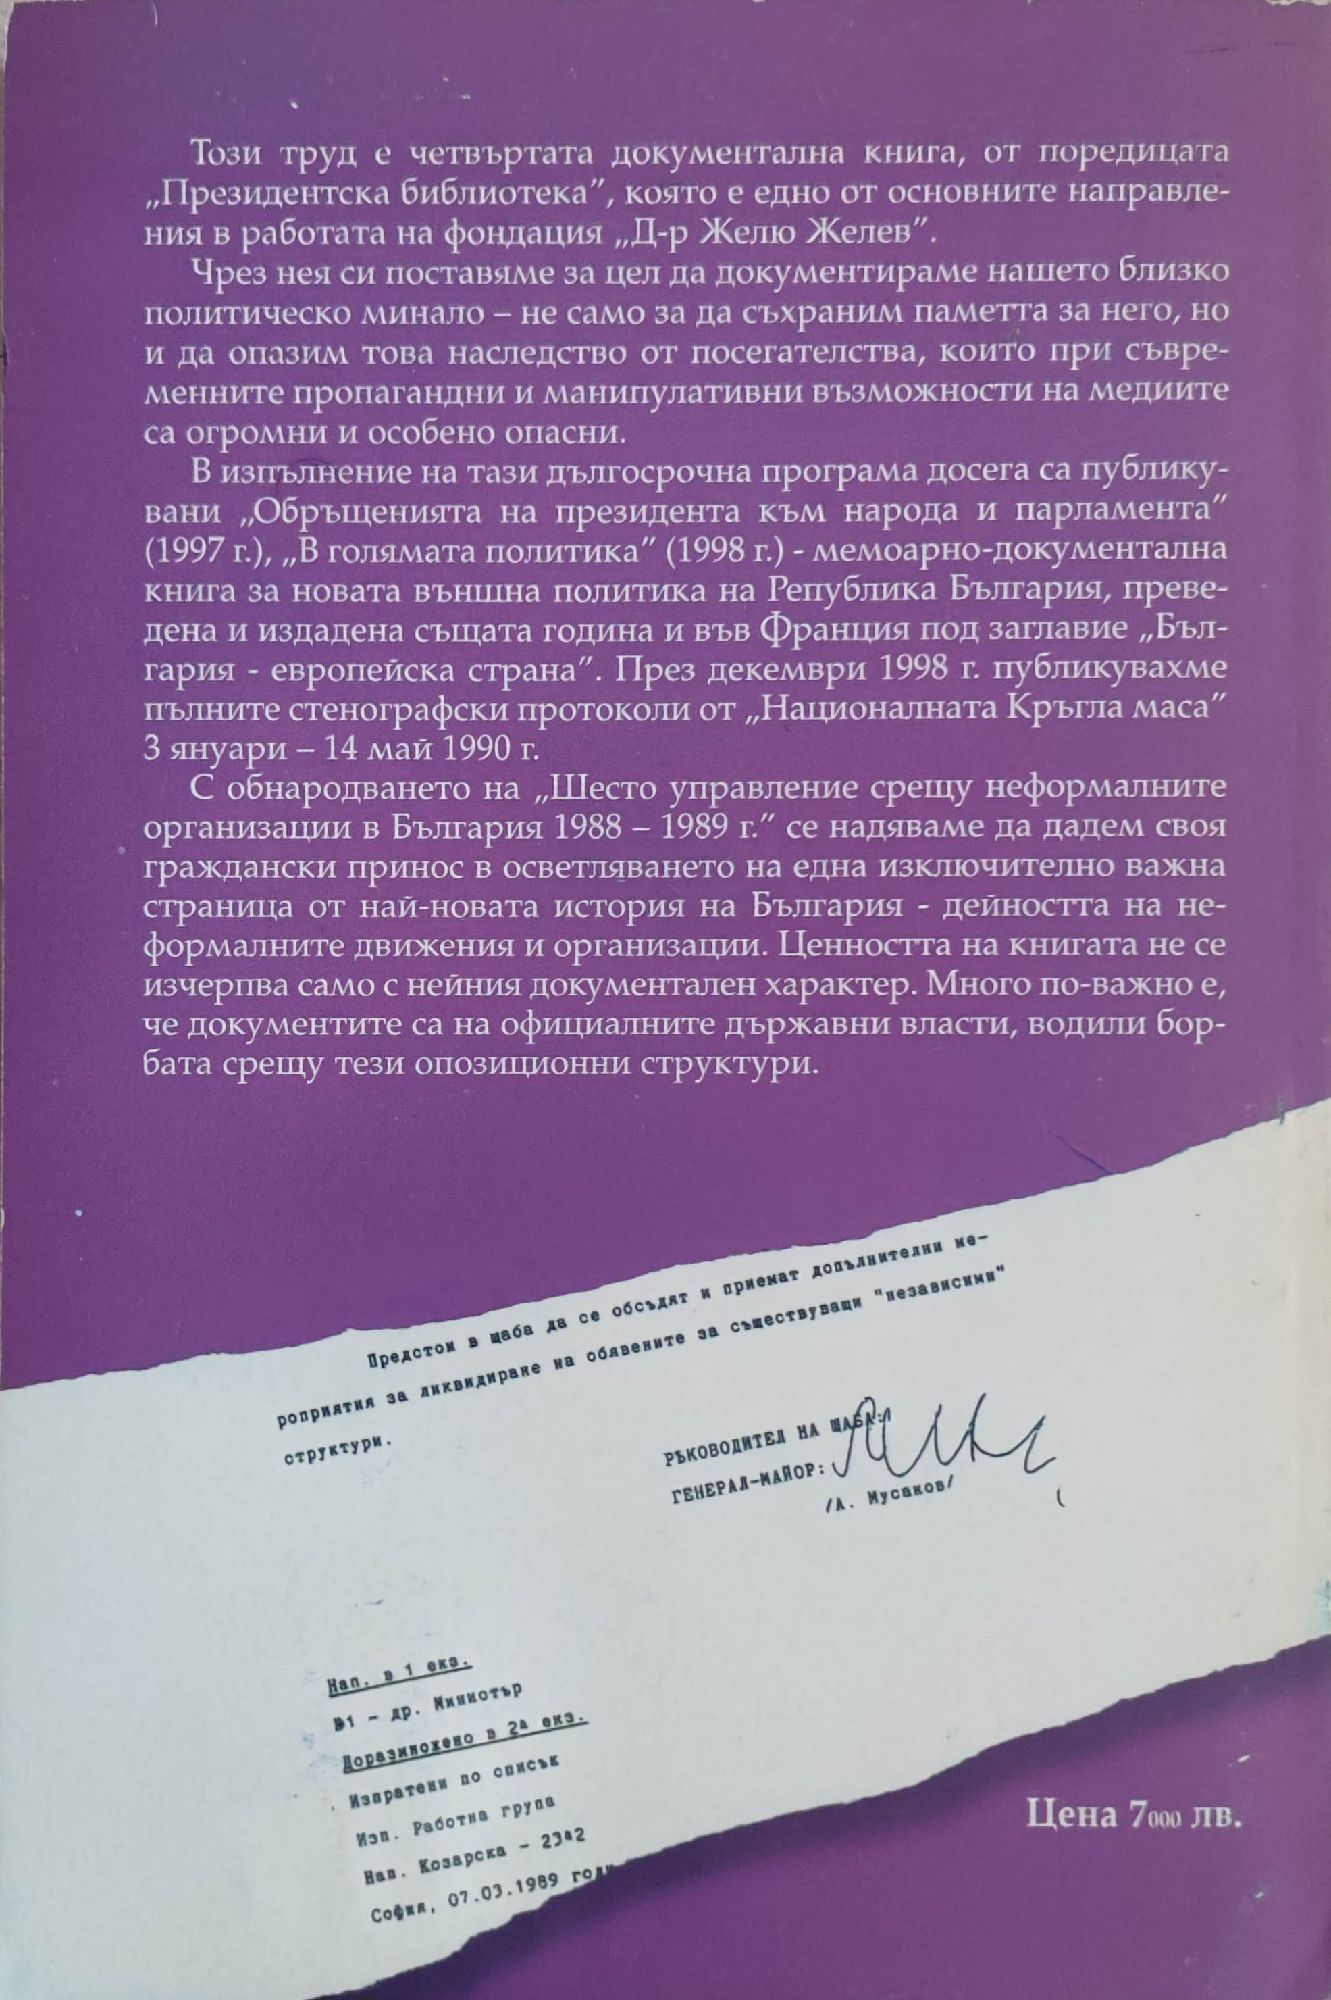 Този труд е четвъртата документална книга, от поредицата
„Президентска библиотека”, която е едно от основните направле-
ния в работата на фондация „Д-р Желю Желев”.
Чрез нея си поставяме за цел да документираме нашето близко
политическо минало – не само за да съхраним паметта за него, но
и да опазим това наследство от посегателства, които при съвре-
менните пропагандни и манипулативни възможности на медиите
са огромни и особено опасни.
В изпълнение на тази дългосрочна програма досега са публику-
вани „Обръщенията на президента към народа и парламента”
(1997 г.), „В голямата политика” (1998 г.) - мемоарно-документална
книга за новата външна политика на Република България, преве-
дена и издадена същата година и във Франция под заглавие „Бъл-
гария - европейска страна”. През декември 1998 г. публикувахме
пълните стенографски протоколи от „Националната Кръгла маса”
3 януари – 14 май 1990 г.
С обнародването на „Шесто управление срещу неформалните
организации в България 1988 – 1989 г.” се надяваме да дадем своя
граждански принос в осветляването на една изключително важна
страница от най-новата история на България - дейността на не-
формалните движения и организации. Ценността на книгата не се
изчерпва само с нейния документален характер. Много по-важно е,
че документите са на официалните държавни власти, водили бор-
бата срещу тези опозиционни структури.
Предстои в щаба да се обсъдят и приемат допълнителни ме-
роприятия за ликвидиране на обявените за съществуващи "независими"
структури.
РЪКОВОДИТЕЛ НА ЩАБА:
ГЕНЕРАЛ-МАЙОР:
/А. Мусаков/
Нап. в 1 екз.
№1 - др. Министър
Доразмножено в 24 екз.
Изпратени по списък
Изп. Работна група
Нап. Козарска - 2342
София, 07.03.1989 годи
Цена 7000 лв.